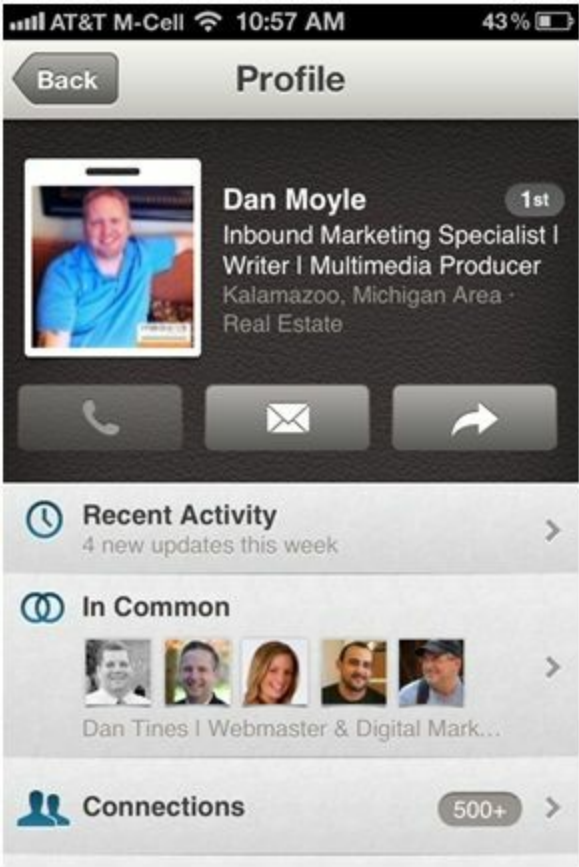 AT&T M-Cell 10:57 AM 43%
Back Profile
Dan Moyle 1st
Inbound Marketing Specialist |
Writer | Multimedia Producer
Kalamazoo, Michigan Area ·
Real Estate
Recent Activity
4 new updates this week
In Common
Dan Tines | Webmaster & Digital Mark...
Connections 500+